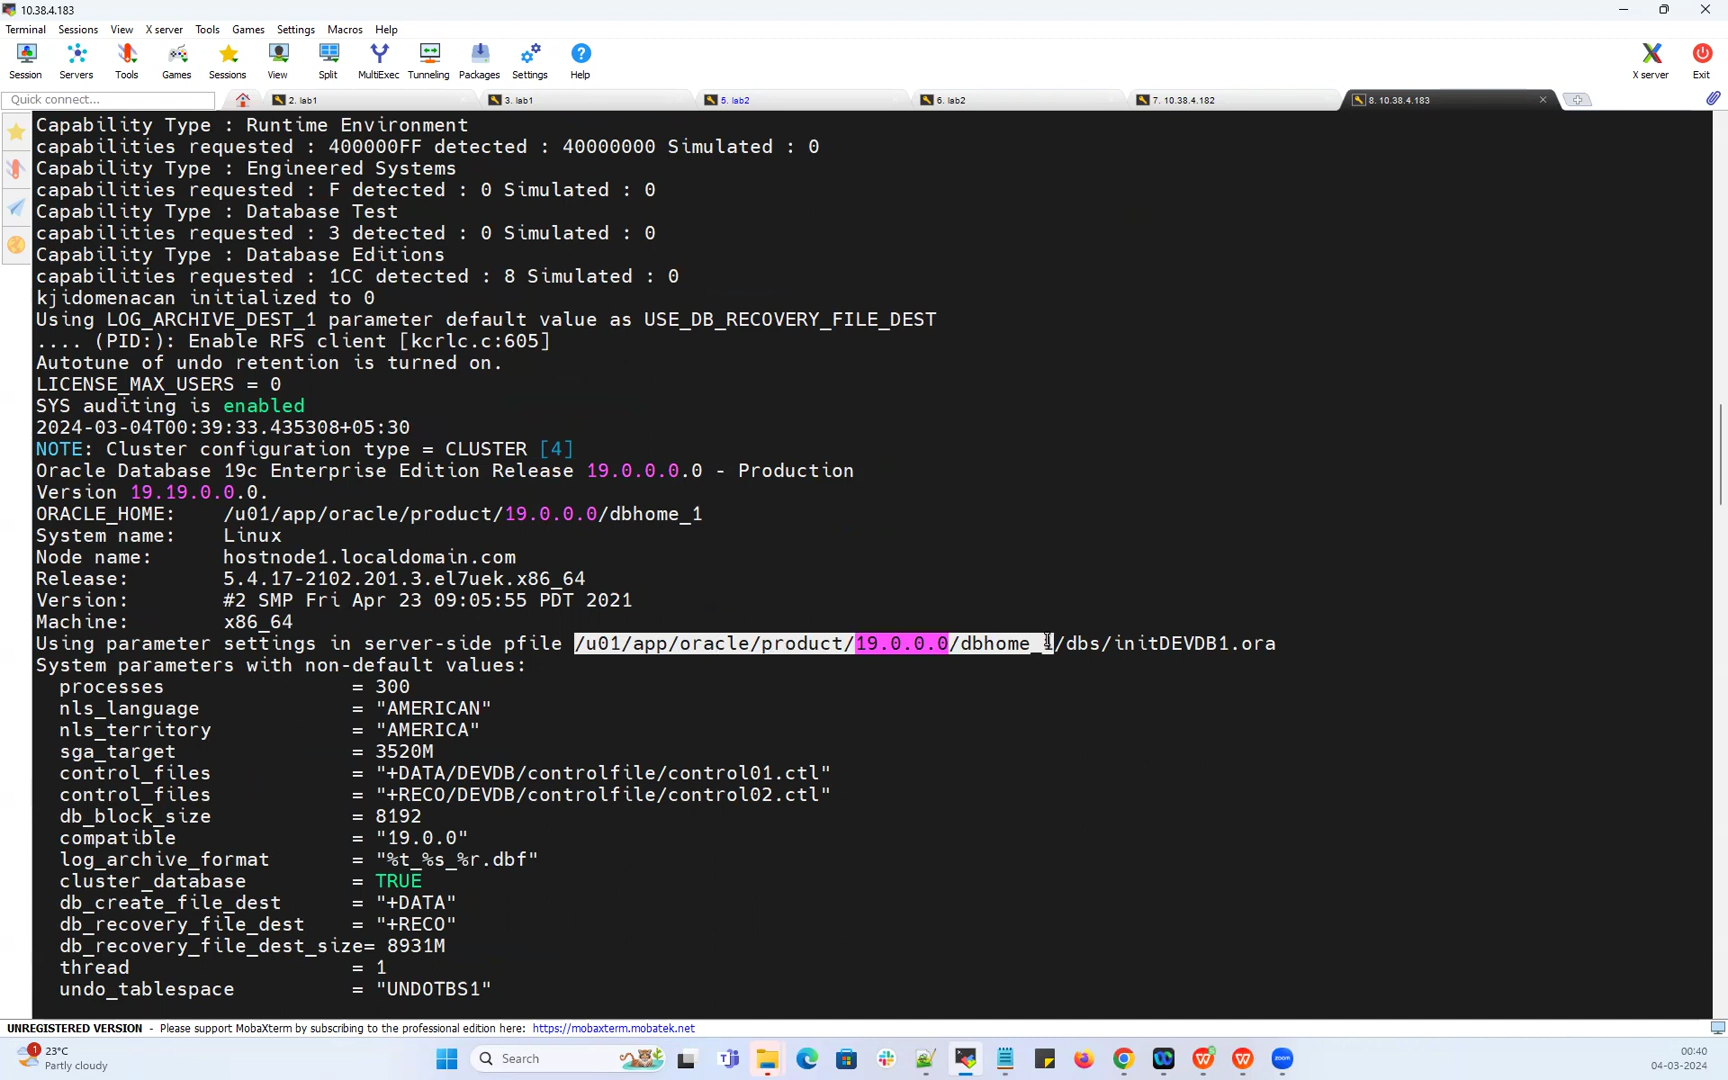 10.38.4.183
Terminal Sessions View X server Tools Games Settings Macros Help
Session Servers Tools Games Sessions View Split MultiExec Tunneling Packages Settings Help X server Exit
Quick connect... 2. lab1 3. lab1 5. lab2 6. lab2 7. 10.38.4.182 8. 10.38.4.183
Capability Type : Runtime Environment
capabilities requested : 400000FF detected : 40000000 Simulated : 0
Capability Type : Engineered Systems
capabilities requested : F detected : 0 Simulated : 0
Capability Type : Database Test
capabilities requested : 3 detected : 0 Simulated : 0
Capability Type : Database Editions
capabilities requested : 1CC detected : 8 Simulated : 0
kjidomenacan initialized to 0
Using LOG_ARCHIVE_DEST_1 parameter default value as USE_DB_RECOVERY_FILE_DEST
.... (PID:): Enable RFS client [kcrlc.c:605]
Autotune of undo retention is turned on.
LICENSE_MAX_USERS = 0
SYS auditing is enabled
2024-03-04T00:39:33.435308+05:30
NOTE: Cluster configuration type = CLUSTER [4]
Oracle Database 19c Enterprise Edition Release 19.0.0.0.0 - Production
Version 19.19.0.0.0.
ORACLE_HOME: /u01/app/oracle/product/19.0.0.0/dbhome_1
System name: Linux
Node name: hostnode1.localdomain.com
Release: 5.4.17-2102.201.3.el7uek.x86_64
Version: #2 SMP Fri Apr 23 09:05:55 PDT 2021
Machine: x86_64
Using parameter settings in server-side pfile /u01/app/oracle/product/19.0.0.0/dbhome_1/dbs/initDEVDB1.ora
System parameters with non-default values:
processes = 300
nls_language = "AMERICAN"
nls_territory = "AMERICA"
sga_target = 3520M
control_files = "+DATA/DEVDB/controlfile/control01.ctl"
control_files = "+RECO/DEVDB/controlfile/control02.ctl"
db_block_size = 8192
compatible = "19.0.0"
log_archive_format = "%t_%s_%r.dbf"
cluster_database = TRUE
db_create_file_dest = "+DATA"
db_recovery_file_dest = "+RECO"
db_recovery_file_dest_size= 8931M
thread = 1
undo_tablespace = "UNDOTBS1"
UNREGISTERED VERSION - Please support MobaXterm by subscribing to the professional edition here: https://mobaxterm.mobatek.net
1 23°C Search 00:40
Partly cloudy 04-03-2024